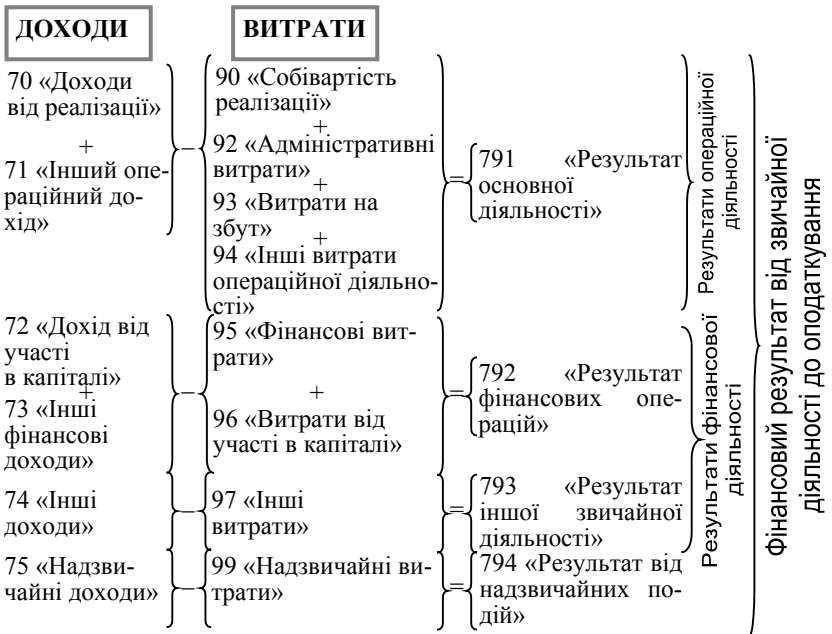 ДОХОДИ
ВИТРАТИ
70 «Доходи
від реалізації»
+
71 «Інший опе-
раційний до-
хід»
–
90 «Собівартість
реалізації»
+
92 «Адміністративні
витрати»
+
93 «Витрати на
збут»
+
94 «Інші витрати
операційної діяльно-
сті»
=
791 «Результат
основної
діяльності»
72 «Дохід від
участі
в капіталі»
+
73 «Інші
фінансові
доходи»
–
95 «Фінансові вит-
рати»
+
96 «Витрати від
участі в капіталі»
=
792 «Результат
фінансових опе-
рацій»
74 «Інші
доходи»
–
97 «Інші
витрати»
=
793 «Результат
іншої звичайної
діяльності»
75 «Надзви-
чайні доходи»
–
99 «Надзвичайні ви-
трати»
=
794 «Результат від
надзвичайних по-
дій»
Результати операційної
діяльності
Результати фінансової
діяльності
Фінансовий результат від звичайної
діяльності до оподаткування